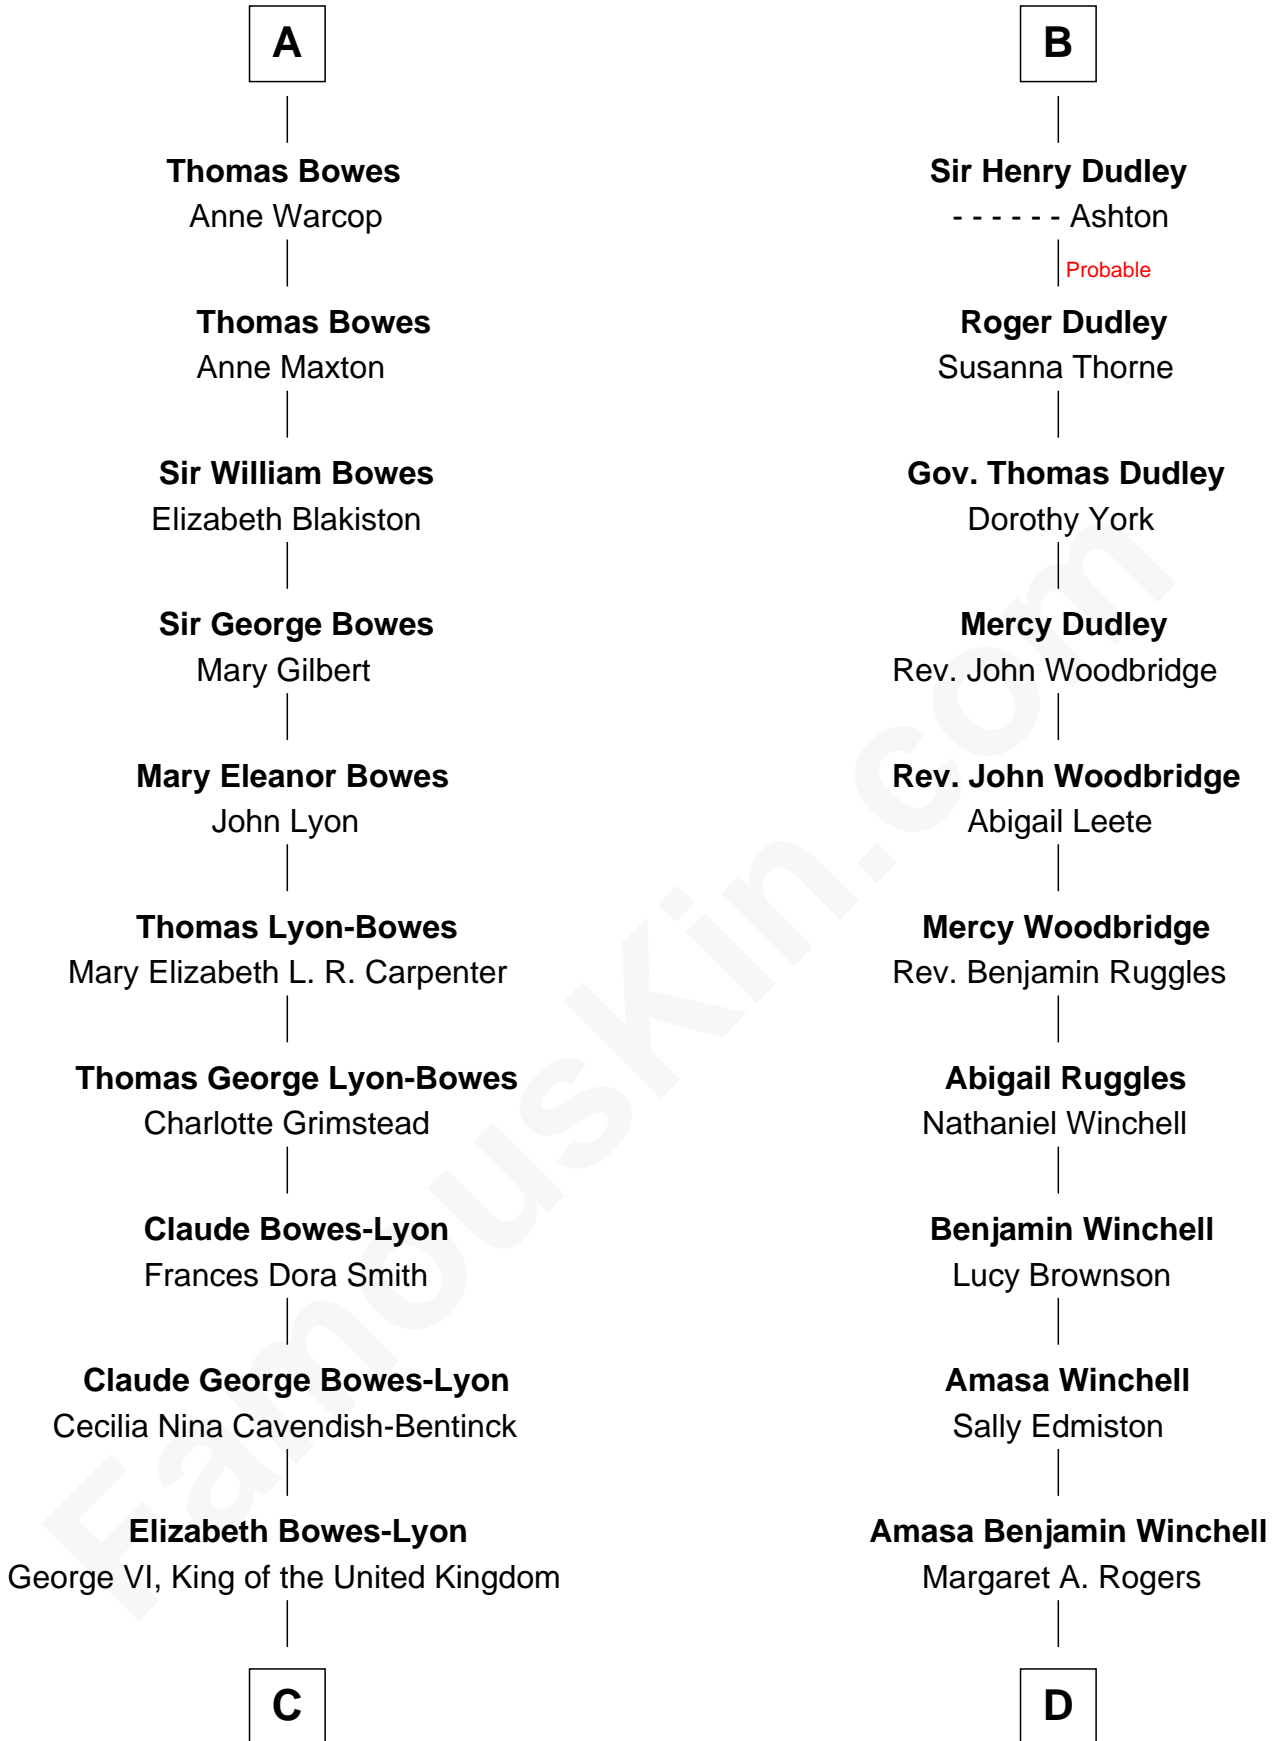 A
Thomas Bowes
Anne Warcop
Thomas Bowes
Anne Maxton
Sir William Bowes
Elizabeth Blakiston
Sir George Bowes
Mary Gilbert
Mary Eleanor Bowes
John Lyon
Thomas Lyon-Bowes
Mary Elizabeth L. R. Carpenter
Thomas George Lyon-Bowes
Charlotte Grimstead
Claude Bowes-Lyon
Frances Dora Smith
Claude George Bowes-Lyon
Cecilia Nina Cavendish-Bentinck
Elizabeth Bowes-Lyon
George VI, King of the United Kingdom
C
B
Sir Henry Dudley
- - - - - - Ashton
Probable
Roger Dudley
Susanna Thorne
Gov. Thomas Dudley
Dorothy York
Mercy Dudley
Rev. John Woodbridge
Rev. John Woodbridge
Abigail Leete
Mercy Woodbridge
Rev. Benjamin Ruggles
Abigail Ruggles
Nathaniel Winchell
Benjamin Winchell
Lucy Brownson
Amasa Winchell
Sally Edmiston
Amasa Benjamin Winchell
Margaret A. Rogers
D
FamousKin.com